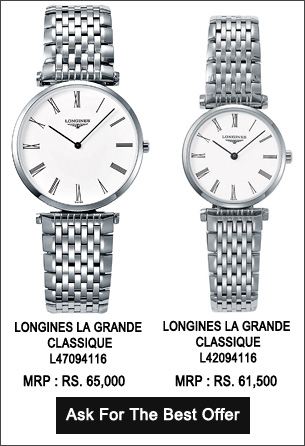 LONGINES
LONGINES
LONGINES LA GRANDE
CLASSIQUE
L47094116
MRP : RS. 65,000
LONGINES LA GRANDE
CLASSIQUE
L42094116
MRP : RS. 61,500
Ask For The Best Offer